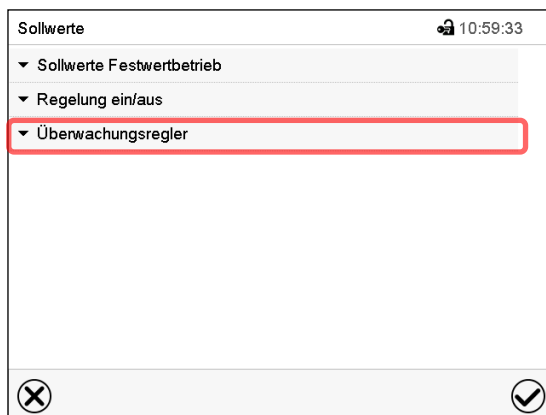 Sollwerte 10:59:33
Sollwerte Festwertbetrieb
Regelung ein/aus
Überwachungsregler